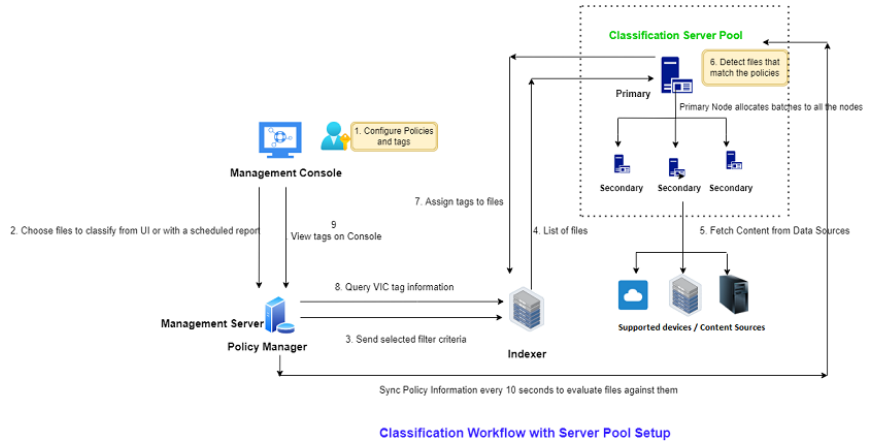 Classification Server Pool
6. Detect files that
match the policies
Primary
Primary Node allocates batches to all the nodes
1. Configure Policies
and tags
Management Console
Secondary
Secondary
Secondary
7. Assign tags to files
2. Choose files to classify from UI or with a scheduled report
9
View tags on Console
4. List of files
5. Fetch Content from Data Sources
8. Query VIC tag information
Management Server
Supported devices / Content Sources
3. Send selected filter criteria
Policy Manager
Indexer
Sync Policy Information every 10 seconds to evaluate files against them
Classification Workflow with Server Pool Setup